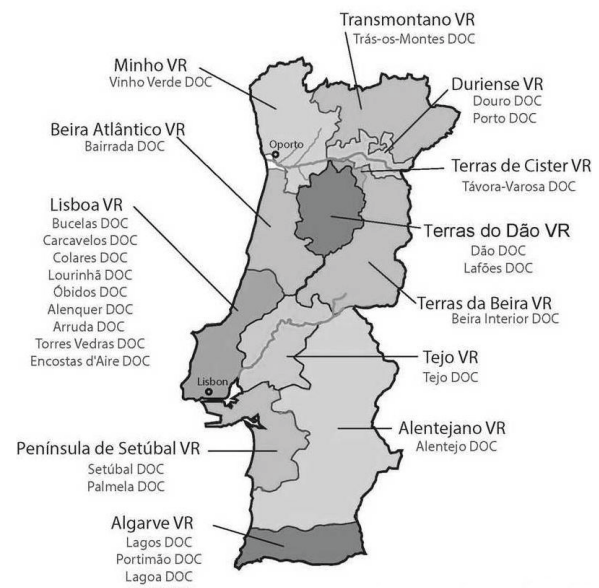 Transmontano VR
Trás-os-Montes DOC
Minho VR
Vinho Verde DOC
Duriense VR
Douro DOC
Porto DOC
Beira Atlântico VR
Bairrada DOC
Oporto
Terras de Cister VR
Távora-Varosa DOC
Lisboa VR
Bucelas DOC
Carcavelos DOC
Colares DOC
Lourinhã DOC
Óbidos DOC
Alenquer DOC
Arruda DOC
Torres Vedras DOC
Encostas d'Aire DOC
Terras do Dão VR
Dão DOC
Lafões DOC
Terras da Beira VR
Beira Interior DOC
Tejo VR
Tejo DOC
Lisbon
Alentejano VR
Alentejo DOC
Península de Setúbal VR
Setúbal DOC
Palmela DOC
Algarve VR
Lagos DOC
Portimão DOC
Lagoa DOC